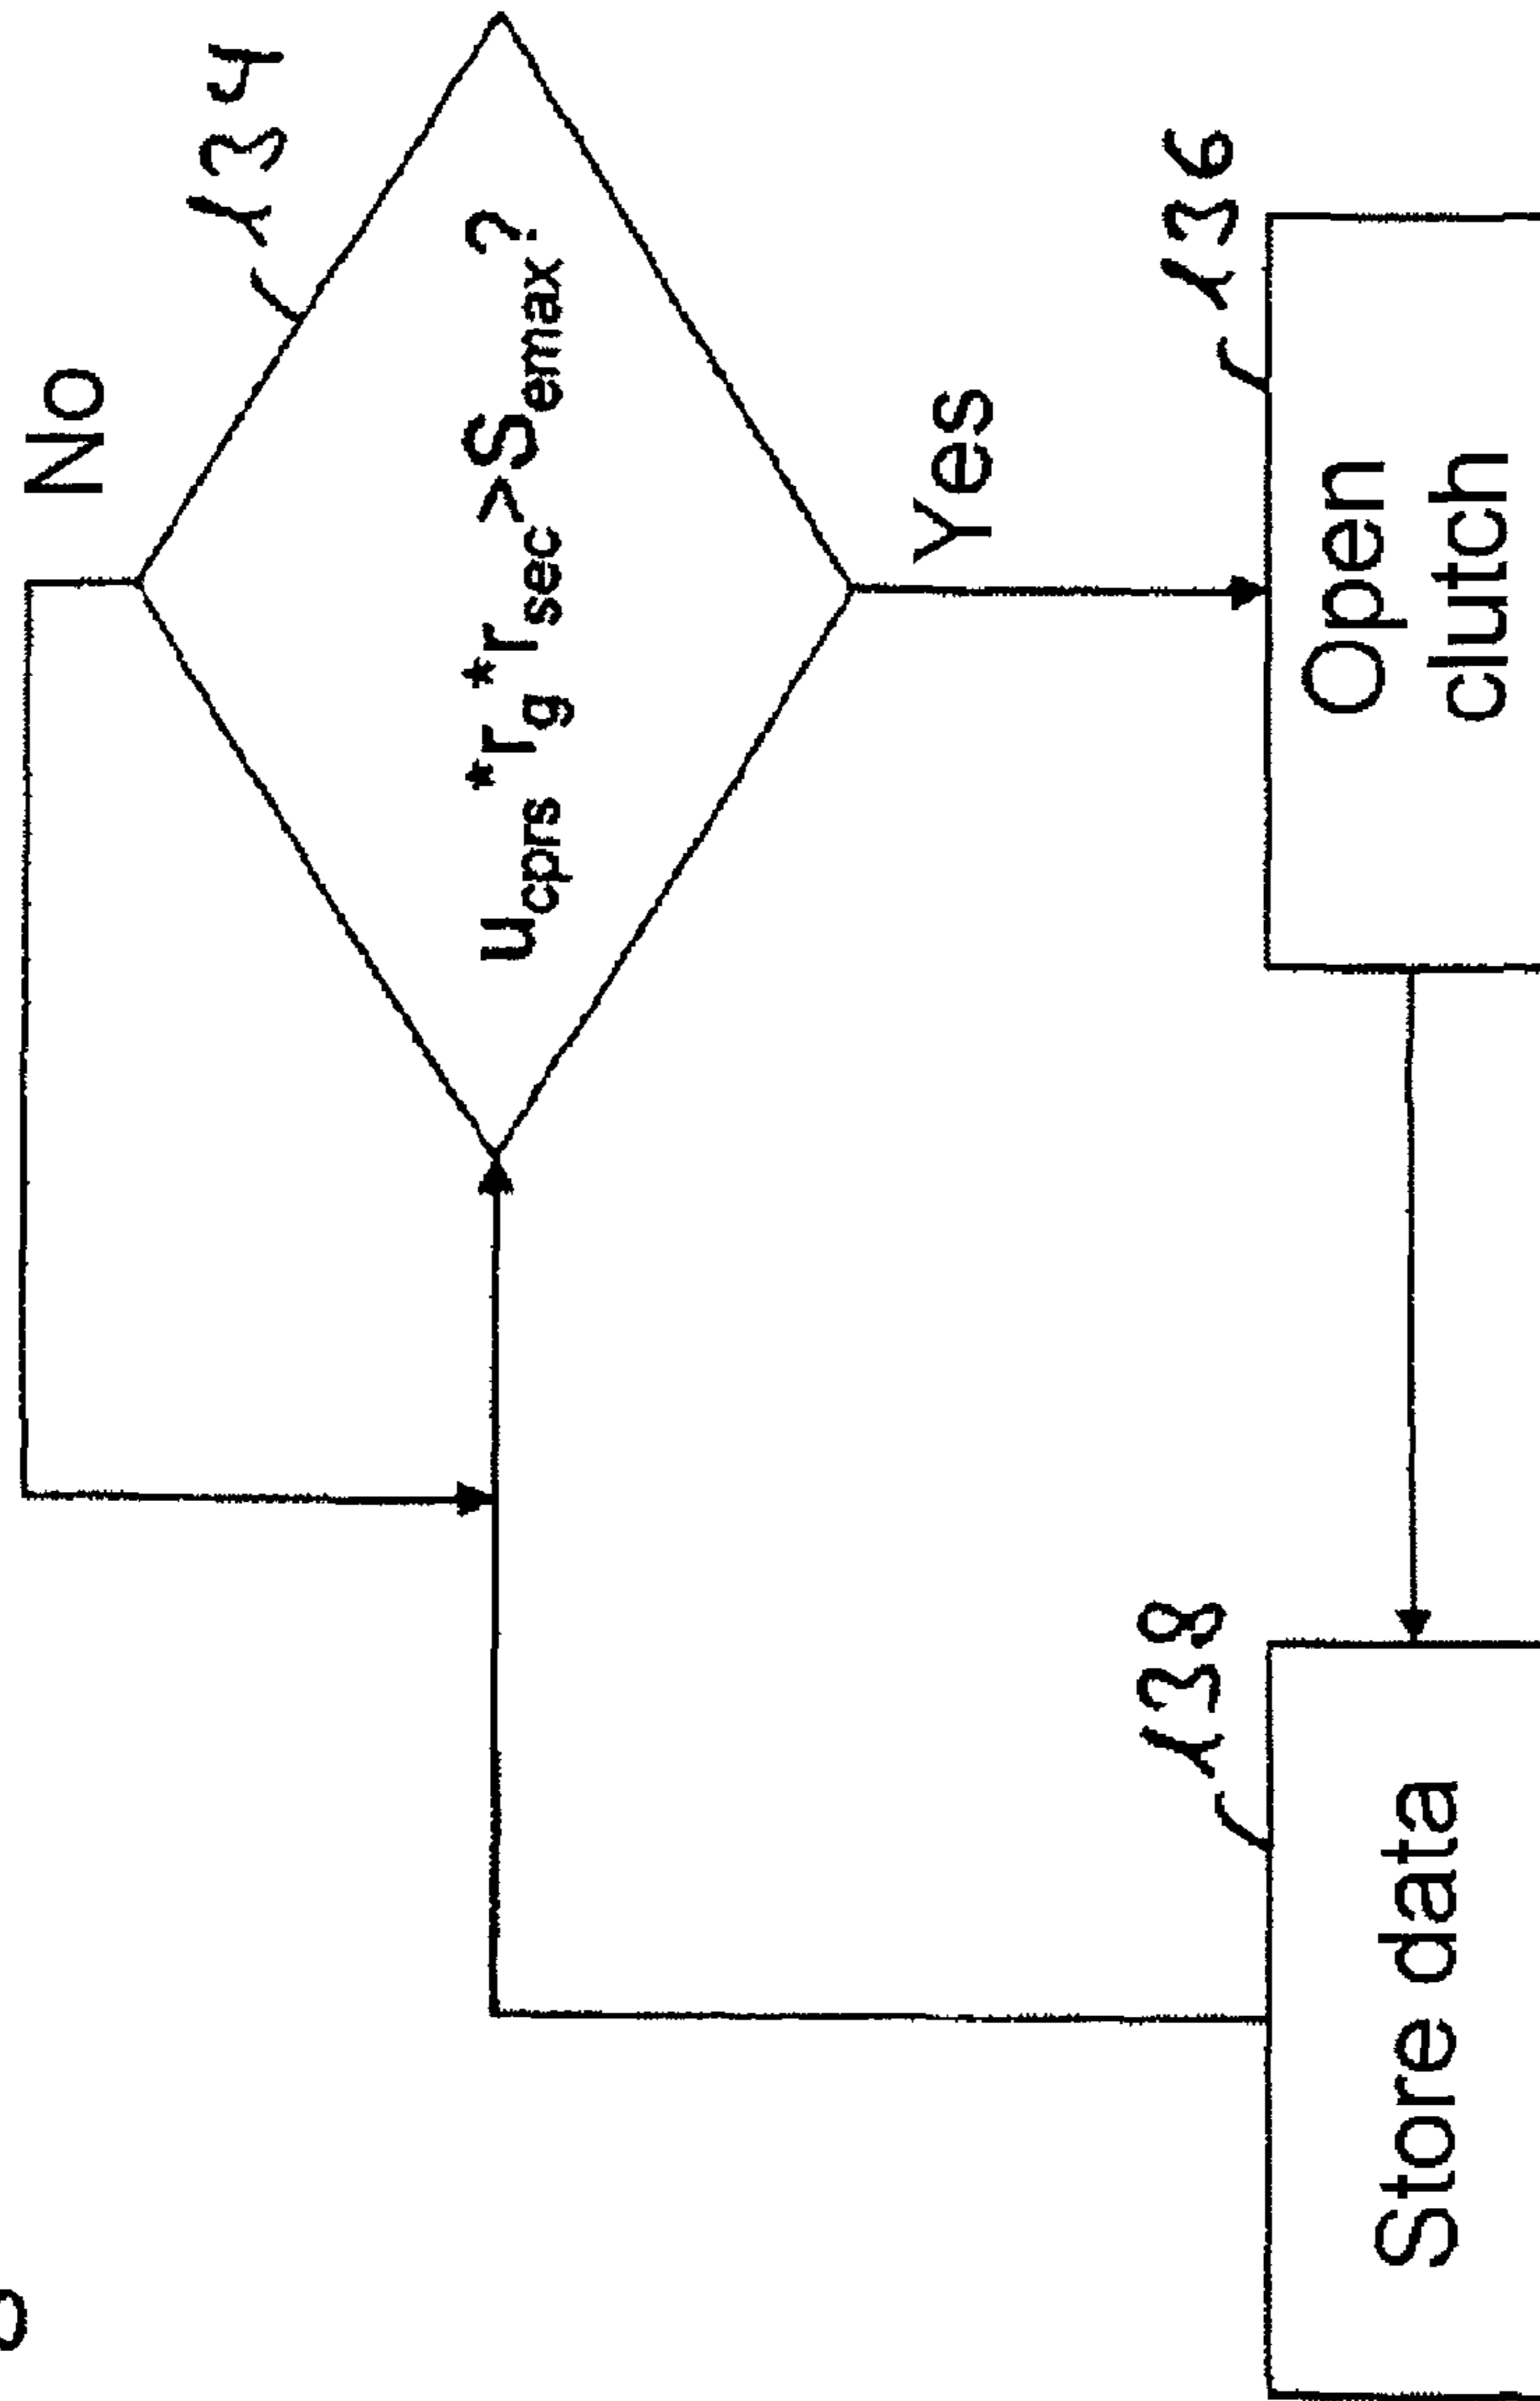 No
134
u_cprs*r_g*r_sec>S_emax?
Yes
136
Open
clutch
138
Store data